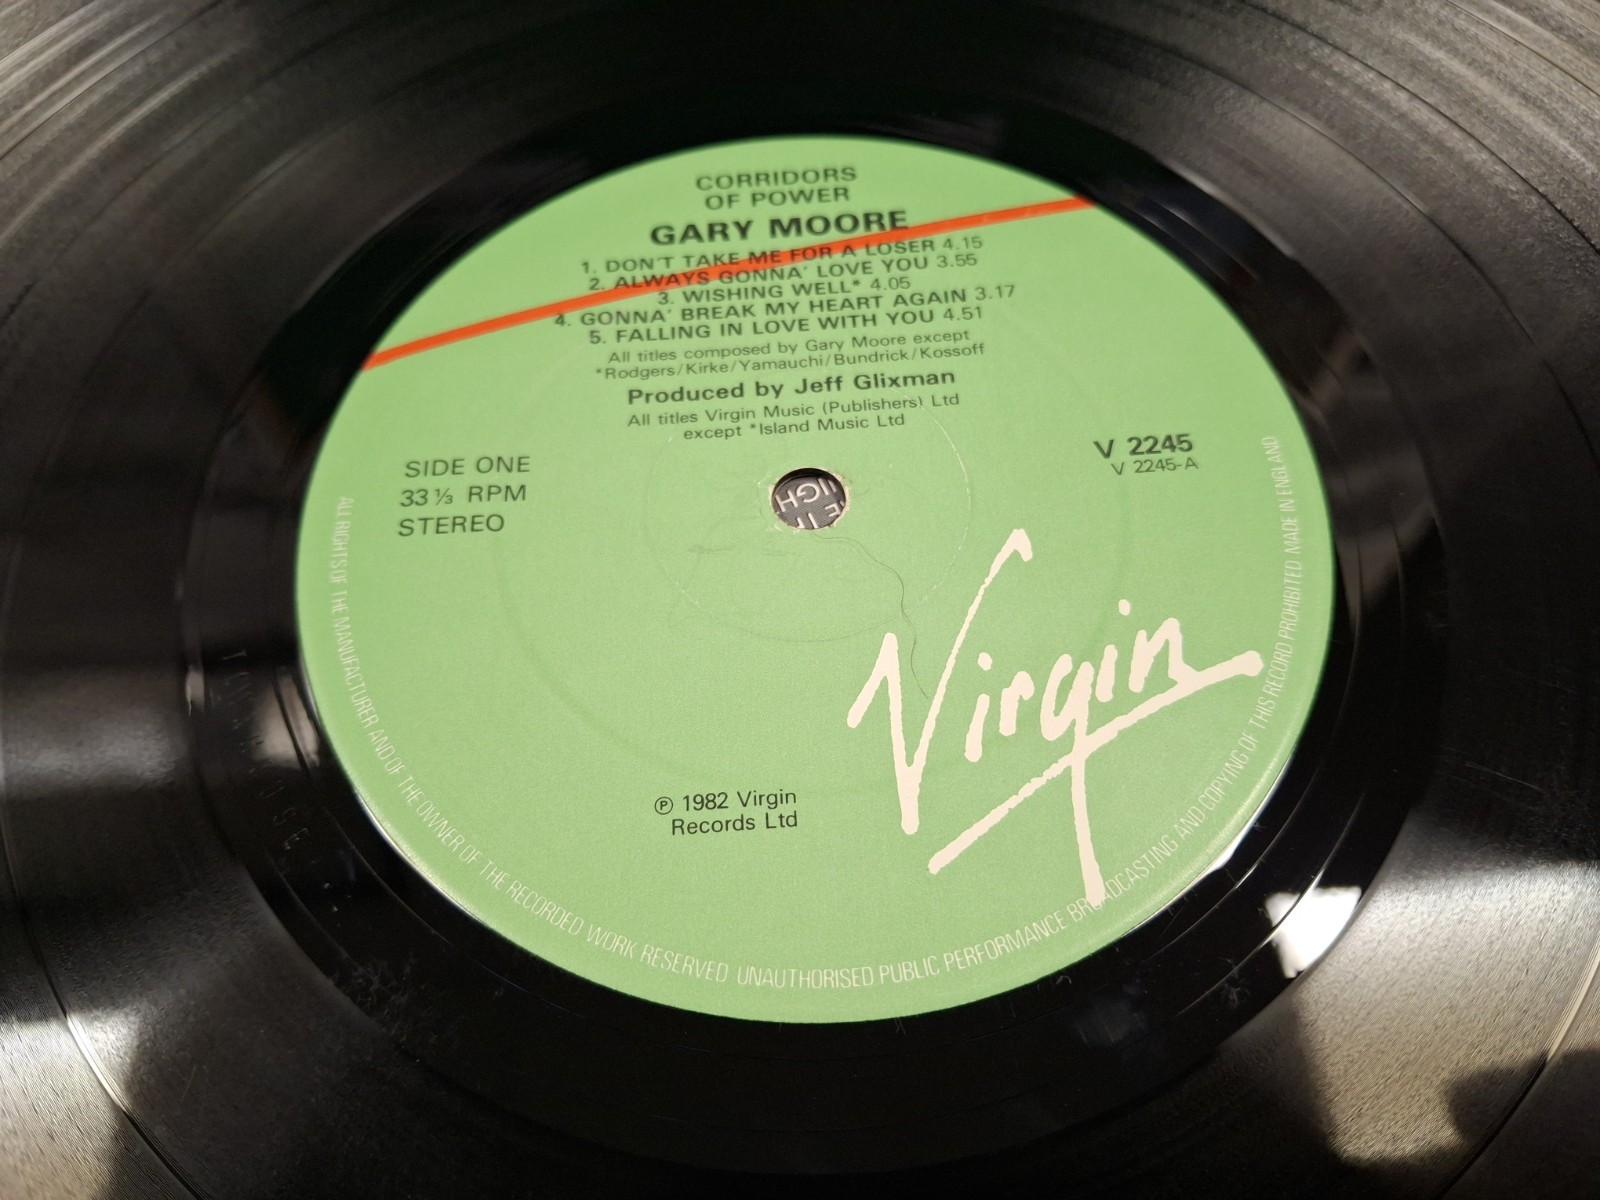 CORRIDORS
OF POWER
GARY MOORE
1. DON'T TAKE ME FOR A LOSER 4.15
2. ALWAYS GONNA' LOVE YOU 3.55
3. WISHING WELL* 4.05
4. GONNA' BREAK MY HEART AGAIN 3.17
5. FALLING IN LOVE WITH YOU 4.51
All titles composed by Gary Moore except
*Rodgers/Kirke/Yamauchi/Bundrick/Kossoff
Produced by Jeff Glixman
All titles Virgin Music (Publishers) Ltd
except *Island Music Ltd
SIDE ONE
33⅓ RPM
STEREO
V 2245
V 2245-A
Virgin
℗ 1982 Virgin
Records Ltd
ALL RIGHTS OF THE MANUFACTURER AND OF THE OWNER OF THE RECORDED WORK RESERVED UNAUTHORISED PUBLIC PERFORMANCE BROADCASTING AND COPYING OF THIS RECORD PROHIBITED MADE IN ENGLAND